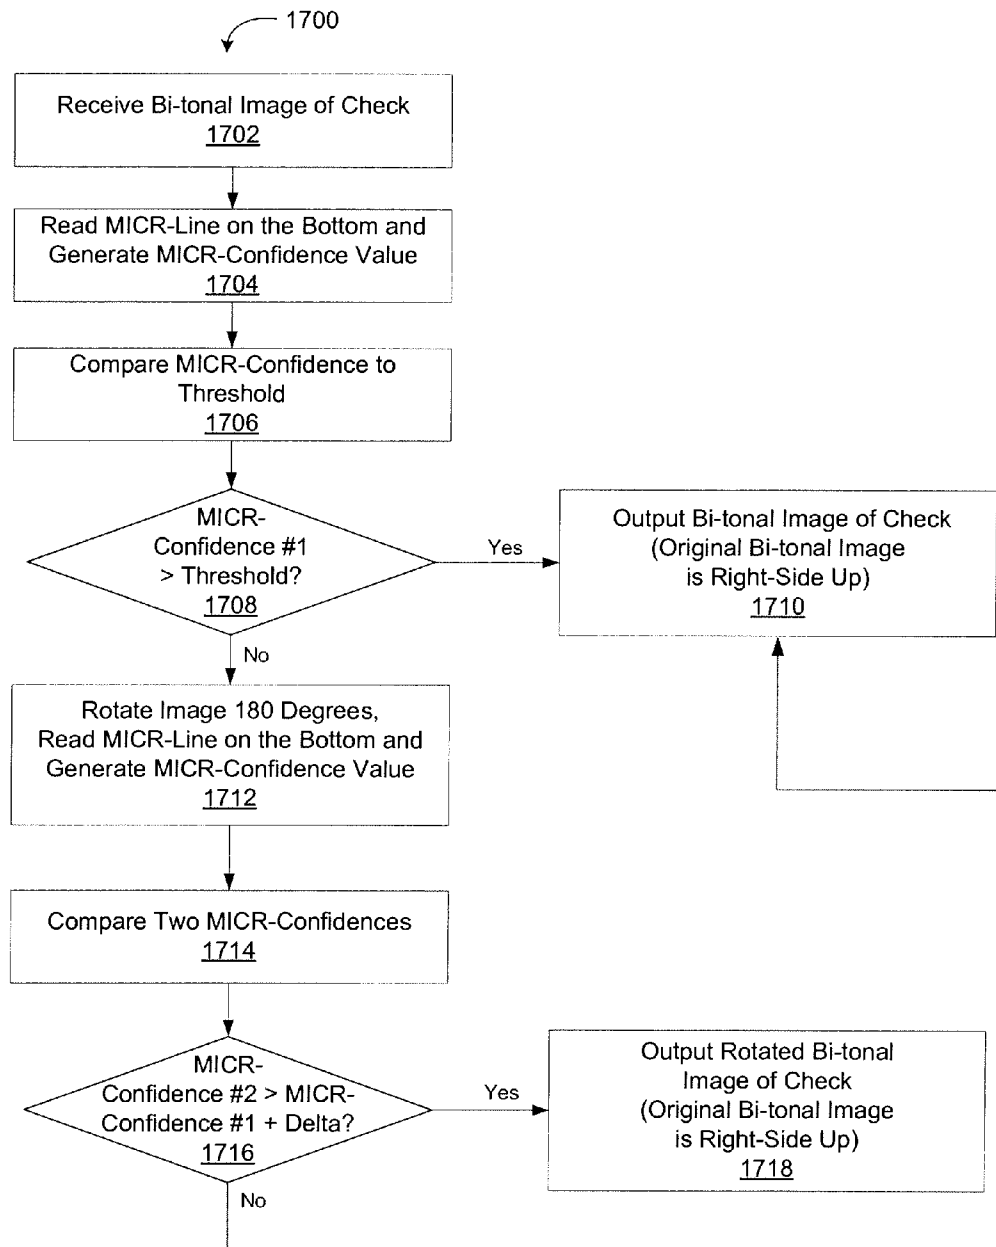 1700
Receive Bi-tonal Image of Check
1702
Read MICR-Line on the Bottom and
Generate MICR-Confidence Value
1704
Compare MICR-Confidence to
Threshold
1706
MICR-
Confidence #1
> Threshold?
1708
Yes
Output Bi-tonal Image of Check
(Original Bi-tonal Image
is Right-Side Up)
1710
No
Rotate Image 180 Degrees,
Read MICR-Line on the Bottom and
Generate MICR-Confidence Value
1712
Compare Two MICR-Confidences
1714
MICR-
Confidence #2 > MICR-
Confidence #1 + Delta?
1716
Yes
Output Rotated Bi-tonal
Image of Check
(Original Bi-tonal Image
is Right-Side Up)
1718
No